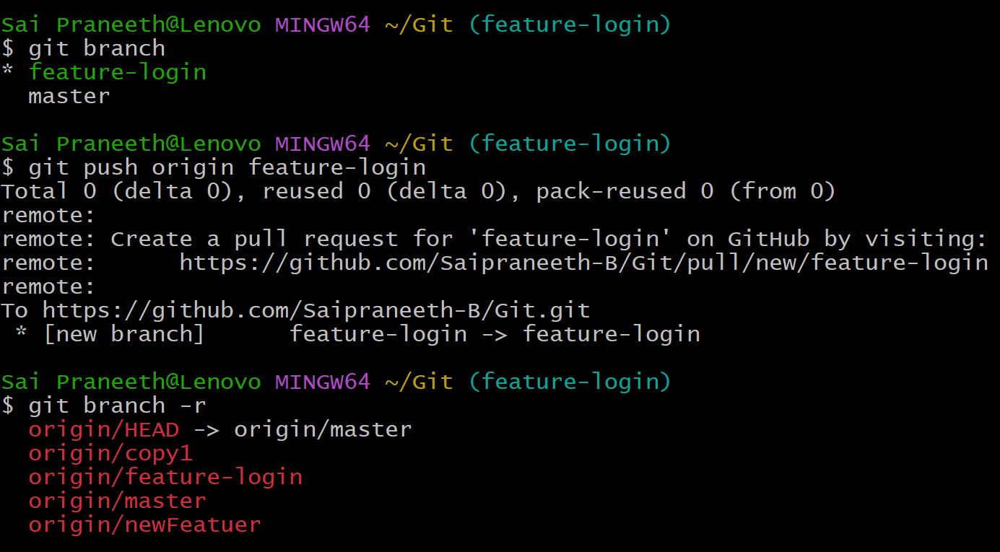 Sai Praneeth@Lenovo MINGW64 ~/Git (feature-login)
$ git branch
* feature-login
  master

Sai Praneeth@Lenovo MINGW64 ~/Git (feature-login)
$ git push origin feature-login
Total 0 (delta 0), reused 0 (delta 0), pack-reused 0 (from 0)
remote:
remote: Create a pull request for 'feature-login' on GitHub by visiting:
remote:      https://github.com/Saipraneeth-B/Git/pull/new/feature-login
remote:
To https://github.com/Saipraneeth-B/Git.git
 * [new branch]      feature-login -> feature-login

Sai Praneeth@Lenovo MINGW64 ~/Git (feature-login)
$ git branch -r
  origin/HEAD -> origin/master
  origin/copy1
  origin/feature-login
  origin/master
  origin/newFeatuer